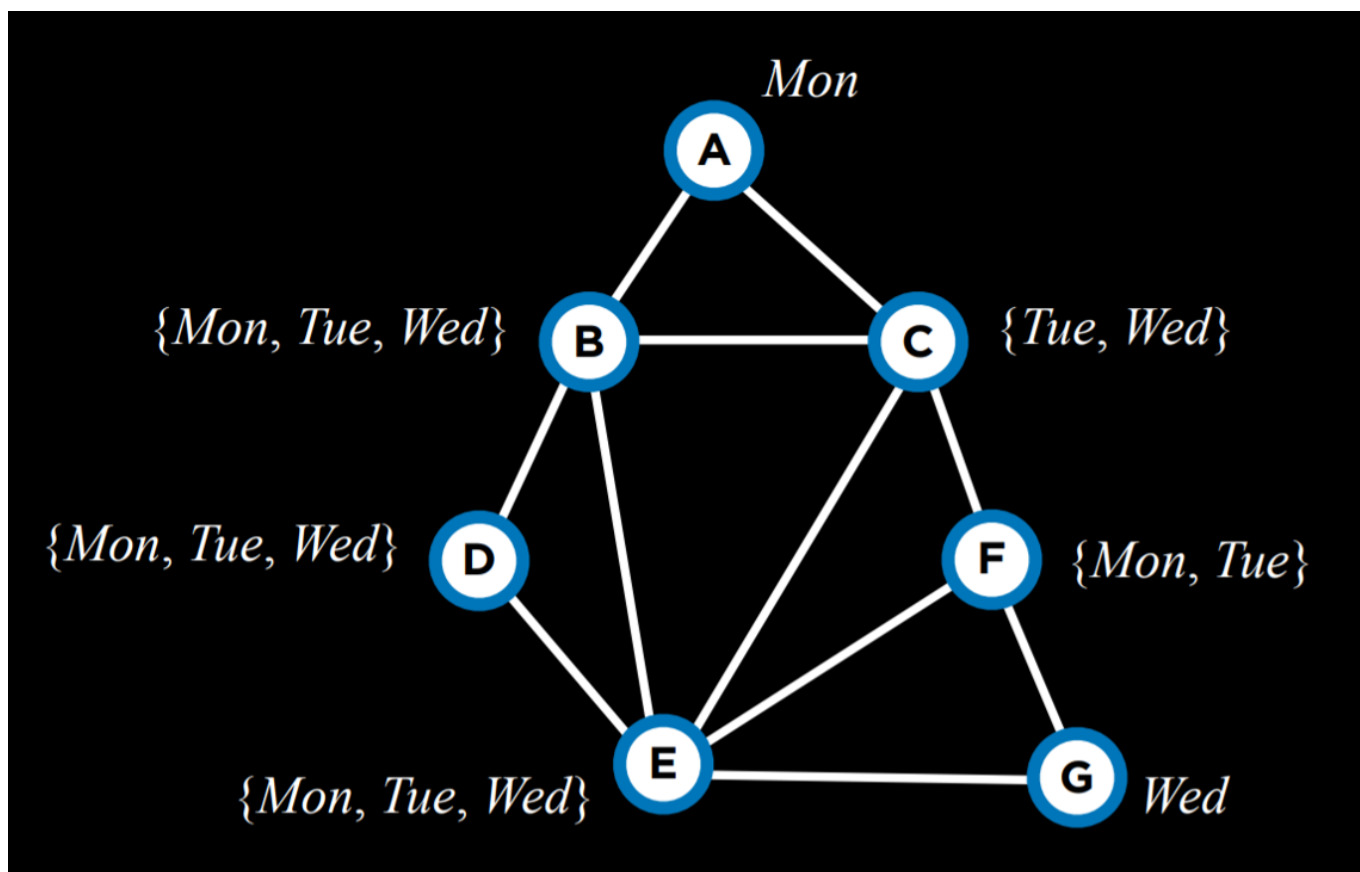 Mon
A
{Mon, Tue, Wed}
B
C
{Tue, Wed}
{Mon, Tue, Wed}
D
F
{Mon, Tue}
{Mon, Tue, Wed}
E
G
Wed